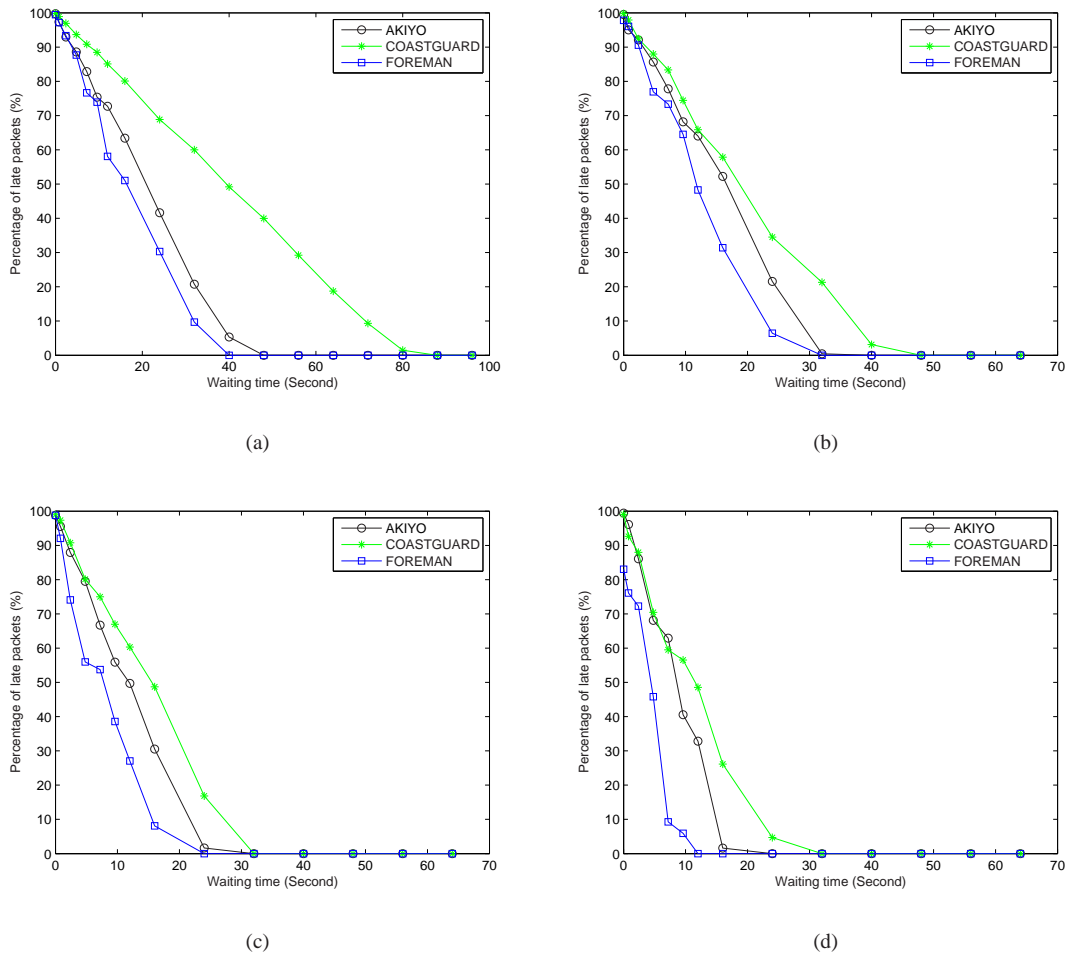 100
90
80
70
60
50
40
30
20
10
0
Percentage of late packets (%)
0 20 40 60 80 100
Waiting time (Second)
AKIYO
COASTGUARD
FOREMAN
(a)
100
90
80
70
60
50
40
30
20
10
0
Percentage of late packets (%)
0 10 20 30 40 50 60 70
Waiting time (Second)
AKIYO
COASTGUARD
FOREMAN
(b)
100
90
80
70
60
50
40
30
20
10
0
Percentage of late packets (%)
0 10 20 30 40 50 60 70
Waiting time (Second)
AKIYO
COASTGUARD
FOREMAN
(c)
100
90
80
70
60
50
40
30
20
10
0
Percentage of late packets (%)
0 10 20 30 40 50 60 70
Waiting time (Second)
AKIYO
COASTGUARD
FOREMAN
(d)